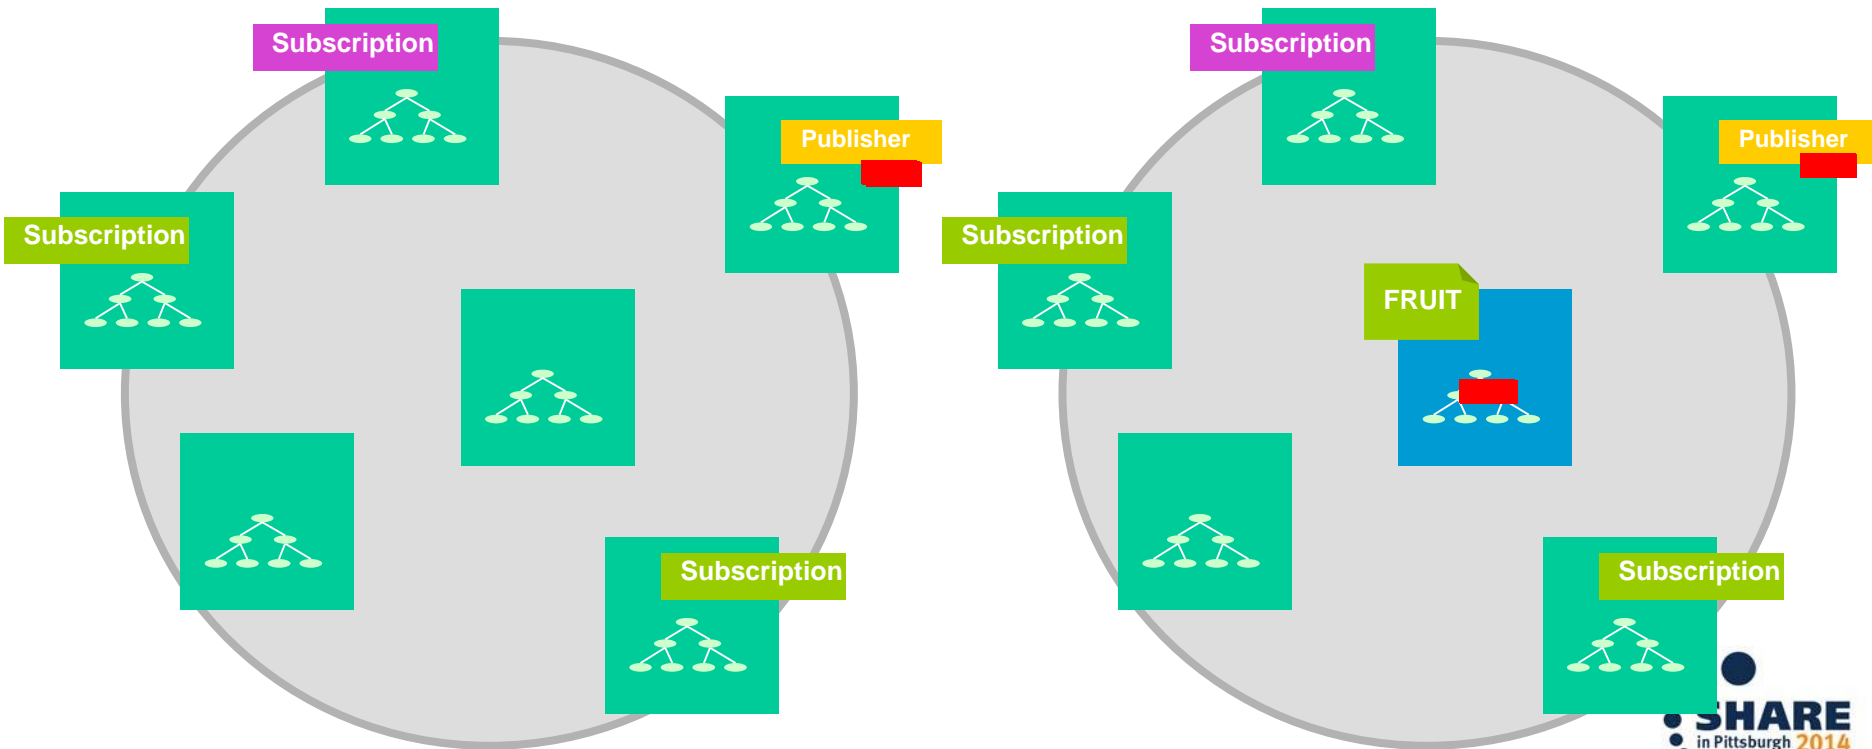 Subscription
Publisher
Subscription
Subscription
Subscription
Publisher
Subscription
FRUIT
Subscription
SHARE
in Pittsburgh 2014